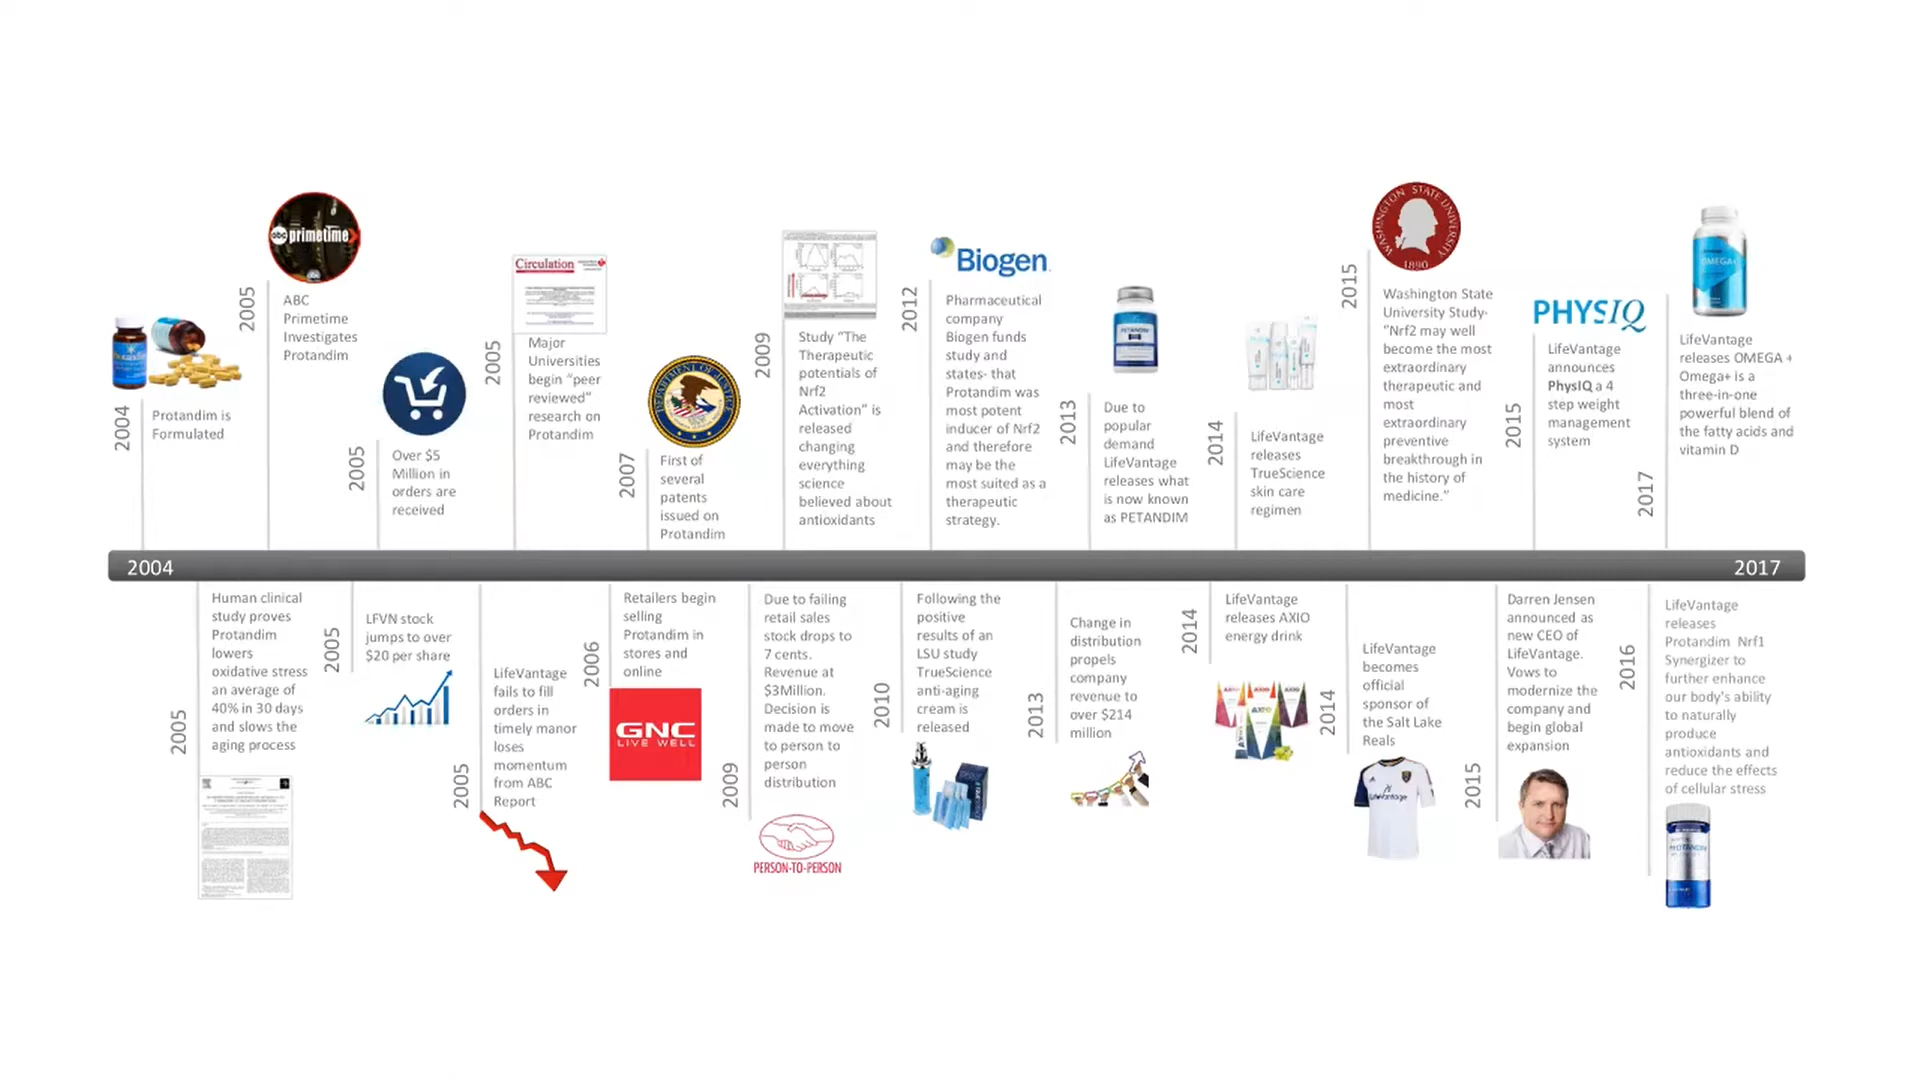 abc primetime
2005
ABC
Primetime
Investigates
Protandim
2004
Protandim is
Formulated
2005
Over $5
Million in
orders are
received
Circulation
2005
Major
Universities
begin “peer
reviewed”
research on
Protandim
DEPARTMENT OF JUSTICE
2007
First of
several
patents
issued on
Protandim
2009
Study “The
Therapeutic
potentials of
Nrf2
Activation” is
released
changing
everything
science
believed about
antioxidants
Biogen
2012
Pharmaceutical
company
Biogen funds
study and
states- that
Protandim was
most potent
inducer of Nrf2
and therefore
may be the
most suited as a
therapeutic
strategy.
PETANDIM
2013
Due to
popular
demand
LifeVantage
releases what
is now known
as PETANDIM
2014
LifeVantage
releases
TrueScience
skin care
regimen
WASHINGTON STATE UNIVERSITY
1890
2015
Washington State
University Study-
“Nrf2 may well
become the most
extraordinary
therapeutic and
most
extraordinary
preventive
breakthrough in
the history of
medicine.”
PHYSIQ
2015
LifeVantage
announces
PhysIQ a 4
step weight
management
system
OMEGA+
2017
LifeVantage
releases OMEGA +
Omega+ is a
three-in-one
powerful blend of
the fatty acids and
vitamin D
2004
2017
2005
Human clinical
study proves
Protandim
lowers
oxidative stress
an average of
40% in 30 days
and slows the
aging process
2005
LFVN stock
jumps to over
$20 per share
2005
LifeVantage
fails to fill
orders in
timely manor
loses
momentum
from ABC
Report
2006
Retailers begin
selling
Protandim in
stores and
online
GNC
LIVE WELL
2009
Due to failing
retail sales
stock drops to
7 cents.
Revenue at
$3Million.
Decision is
made to move
to person to
person
distribution
PERSON-TO-PERSON
2010
Following the
positive
results of an
LSU study
TrueScience
anti-aging
cream is
released
2013
Change in
distribution
propels
company
revenue to
over $214
million
2014
LifeVantage
releases AXIO
energy drink
AXIO
2014
LifeVantage
becomes
official
sponsor of
the Salt Lake
Reals
LifeVantage
2015
Darren Jensen
announced as
new CEO of
LifeVantage.
Vows to
modernize the
company and
begin global
expansion
2016
LifeVantage
releases
Protandim Nrf1
Synergizer to
further enhance
our body's ability
to naturally
produce
antioxidants and
reduce the effects
of cellular stress
PROTANDIM